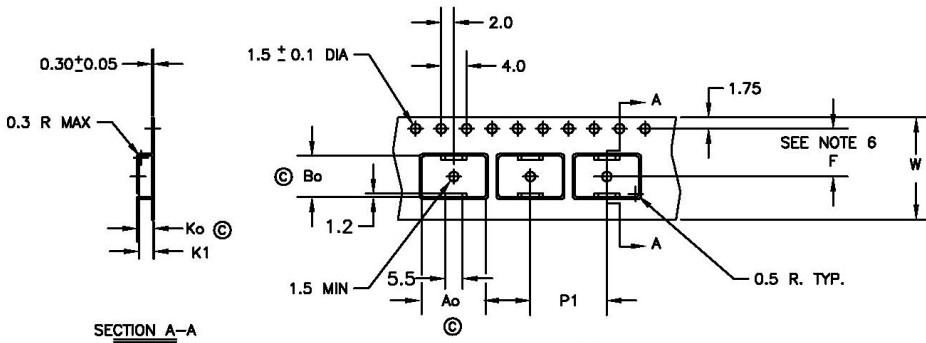 2.0
1.5 ± 0.1 DIA
4.0
0.30±0.05
0.3 R MAX
A
1.75
SEE NOTE 6
F
W
Ⓒ Bo
1.2
Ko Ⓒ
K1
1.5 MIN
5.5
Ao
Ⓒ
P1
A
0.5 R. TYP.
SECTION A-A